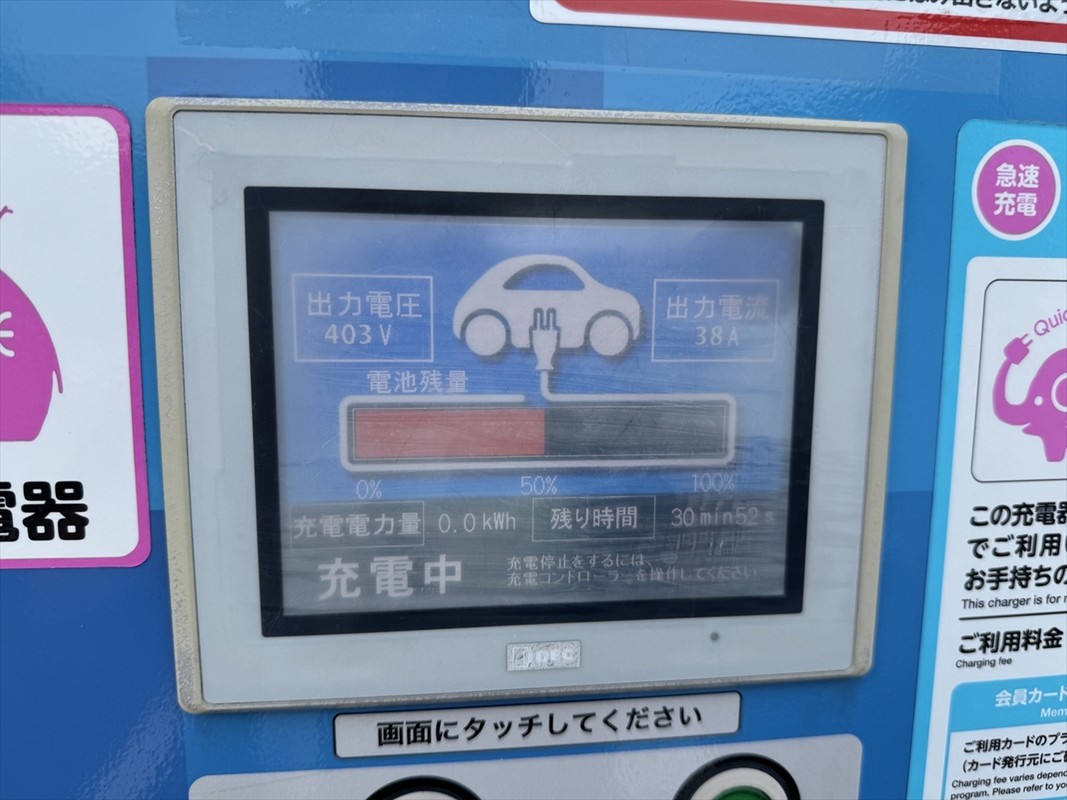 急速
充電
出力電圧
403V
出力電流
38A
電池残量
0%
50%
100%
充電電力量
0.0kWh
残り時間
30min52s
充電中
充電停止をするには、
充電コントローラーを操作してください
IDEC
画面にタッチしてください
電器
Quic
この充電器
でご利用い
お手持ちの
This charger is for
ご利用料金
Charging fee
会員カード
Mem
ご利用カードのプラ
(カード発行元にご
Charging fee varies depend
program. Please refer to yo